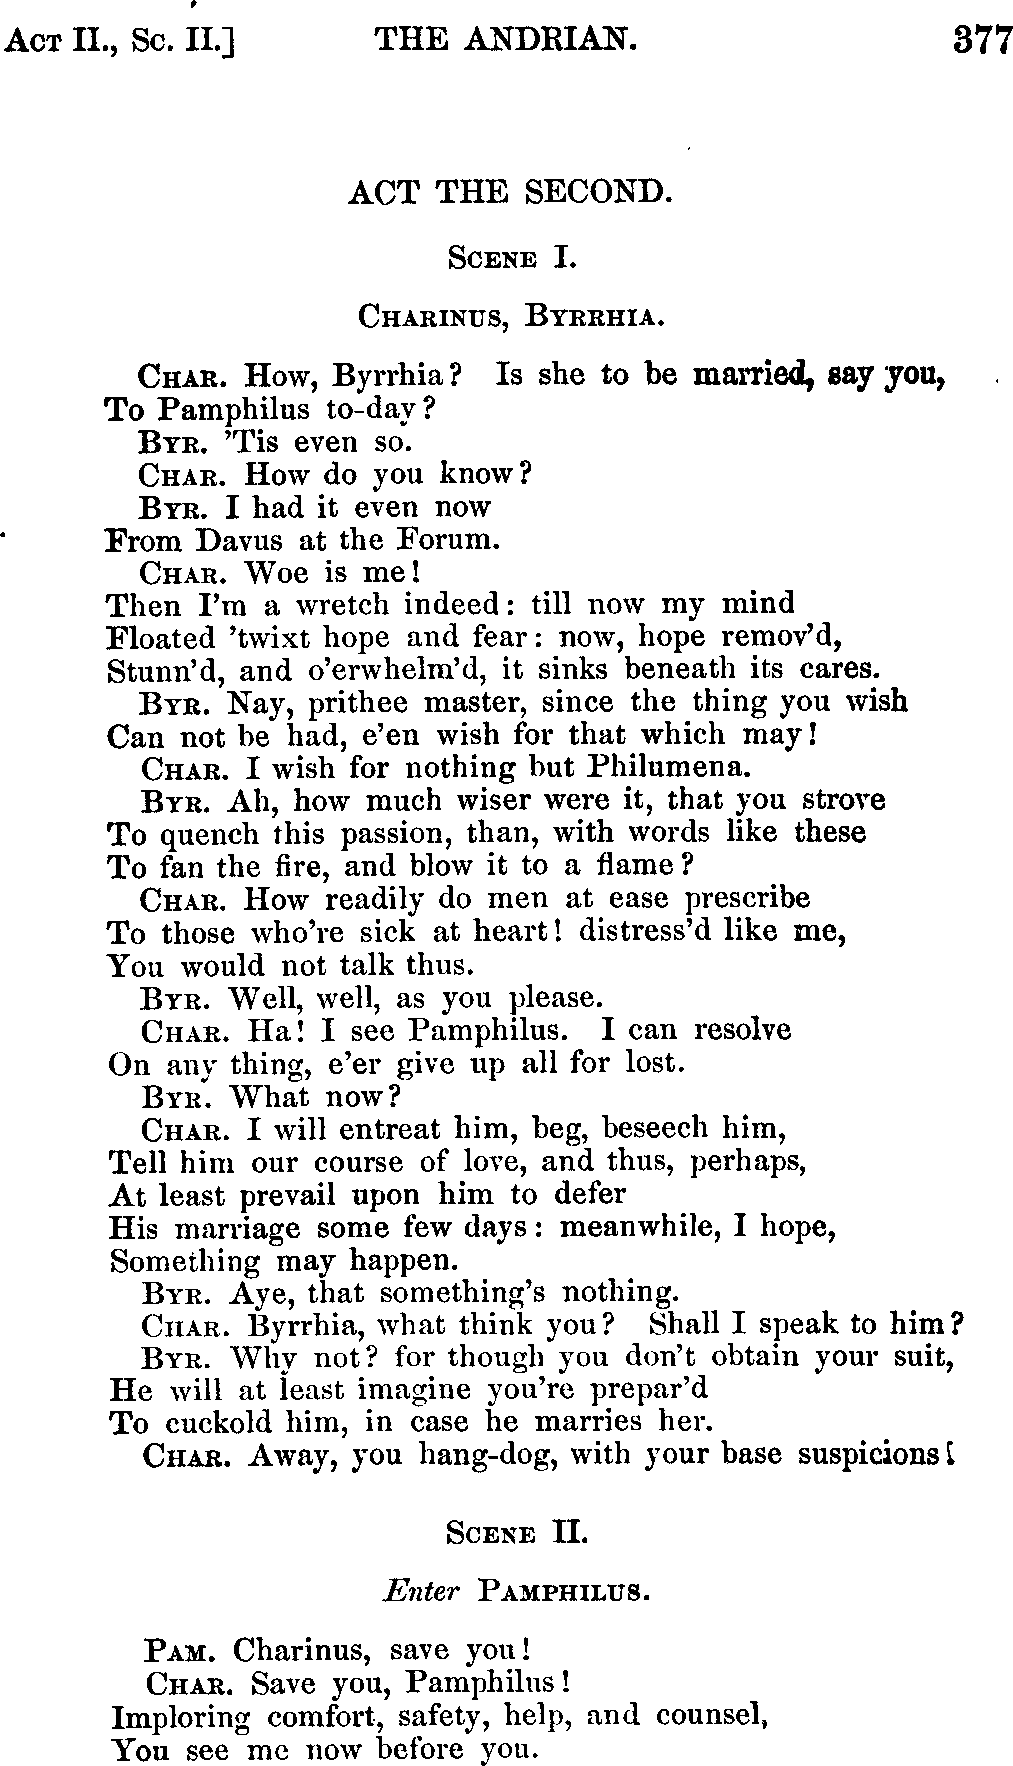 ACT II., SC. II.] THE ANDRIAN. 377
ACT THE SECOND.
SCENE I.
CHARINUS, BYRRHIA.
CHAR. How, Byrrhia? Is she to be married, say you,
To Pamphilus to-day?
BYR. 'Tis even so.
CHAR. How do you know?
BYR. I had it even now
From Davus at the Forum.
CHAR. Woe is me!
Then I'm a wretch indeed: till now my mind
Floated 'twixt hope and fear: now, hope remov'd,
Stunn'd, and o'erwhelm'd, it sinks beneath its cares.
BYR. Nay, prithee master, since the thing you wish
Can not be had, e'en wish for that which may!
CHAR. I wish for nothing but Philumena.
BYR. Ah, how much wiser were it, that you strove
To quench this passion, than, with words like these
To fan the fire, and blow it to a flame?
CHAR. How readily do men at ease prescribe
To those who're sick at heart! distress'd like me,
You would not talk thus.
BYR. Well, well, as you please.
CHAR. Ha! I see Pamphilus. I can resolve
On any thing, e'er give up all for lost.
BYR. What now?
CHAR. I will entreat him, beg, beseech him,
Tell him our course of love, and thus, perhaps,
At least prevail upon him to defer
His marriage some few days: meanwhile, I hope,
Something may happen.
BYR. Aye, that something's nothing.
CHAR. Byrrhia, what think you? Shall I speak to him?
BYR. Why not? for though you don't obtain your suit,
He will at least imagine you're prepar'd
To cuckold him, in case he marries her.
CHAR. Away, you hang-dog, with your base suspicions!
SCENE II.
Enter PAMPHILUS.
PAM. Charinus, save you!
CHAR. Save you, Pamphilus!
Imploring comfort, safety, help, and counsel,
You see me now before you.